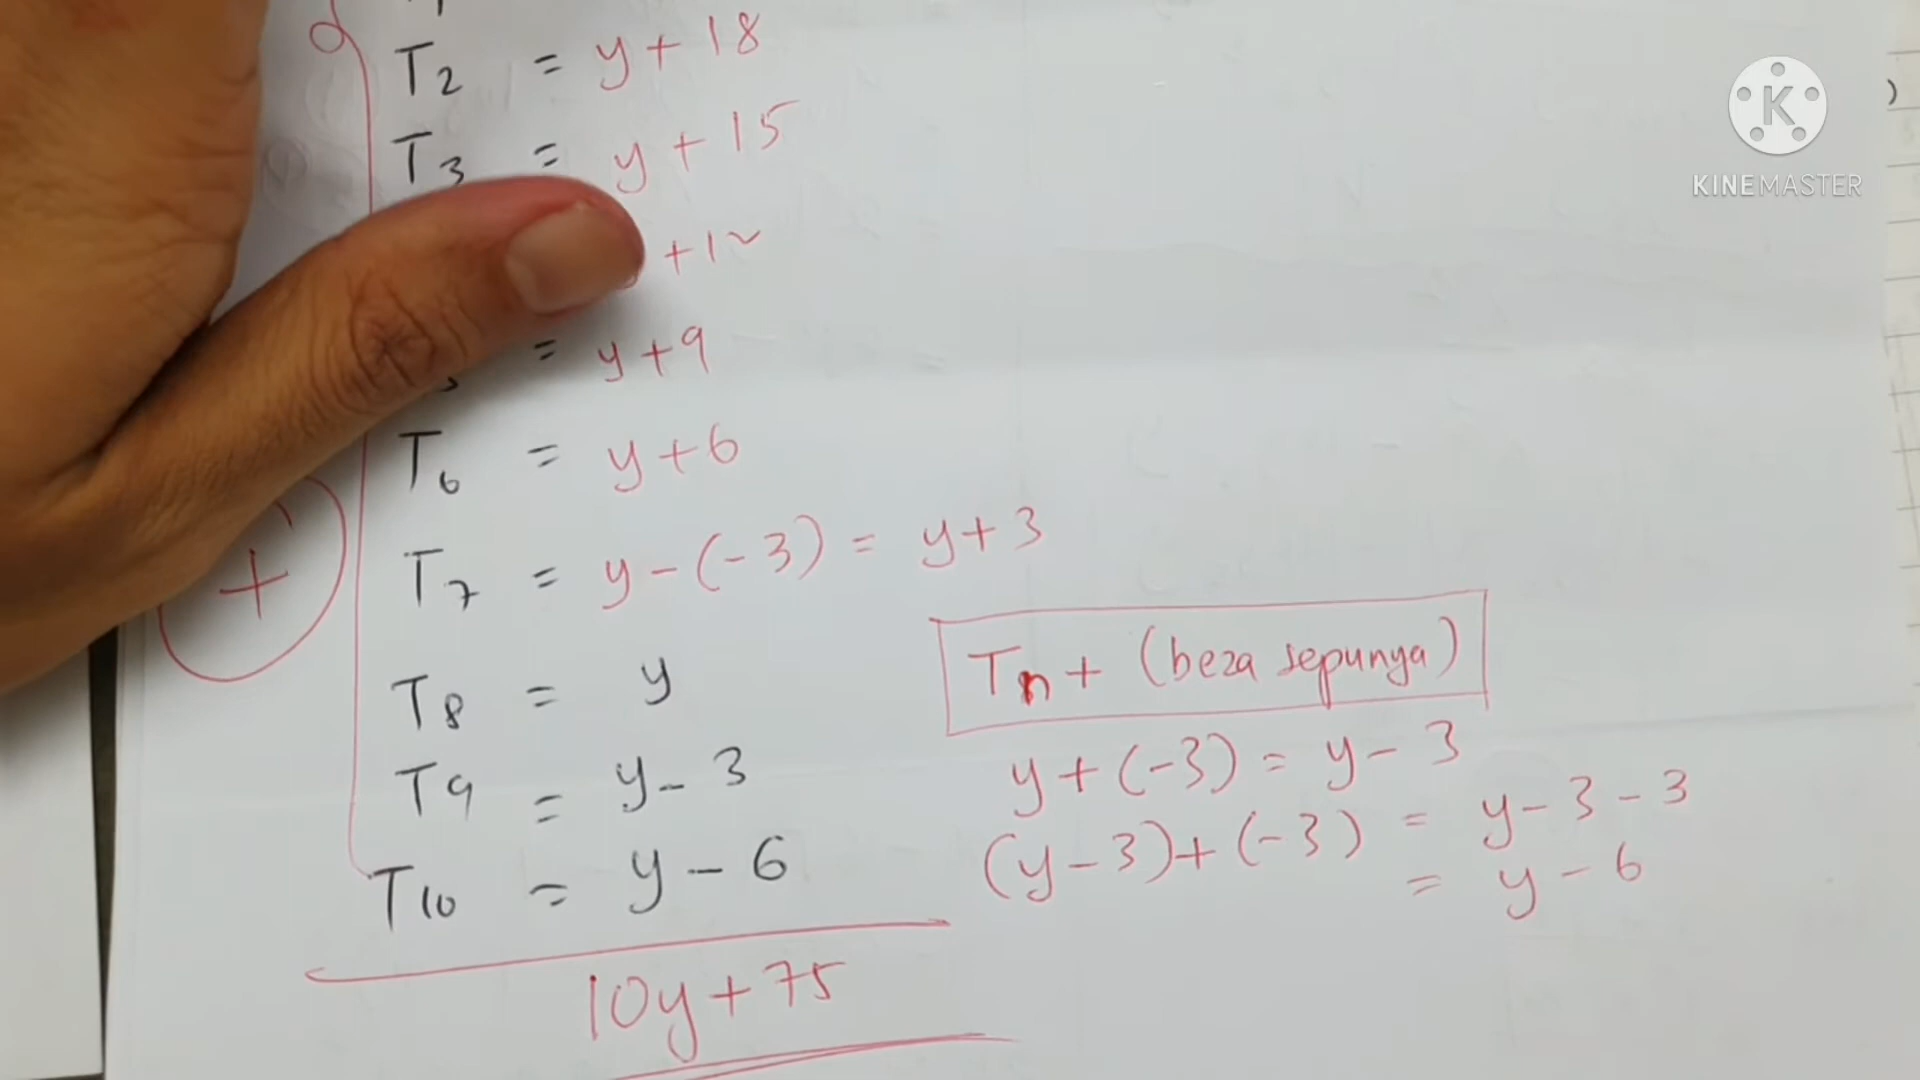 T2 = y + 18
T3 = y + 15
+ 12
= y + 9
T6 = y + 6
T7 = y - (-3) = y + 3
T8 = y
Tn + (beza sepunya)
T9 = y - 3
y + (-3) = y - 3
T10 = y - 6
(y - 3) + (-3) = y - 3 - 3
= y - 6
10y + 75
K
KINEMASTER